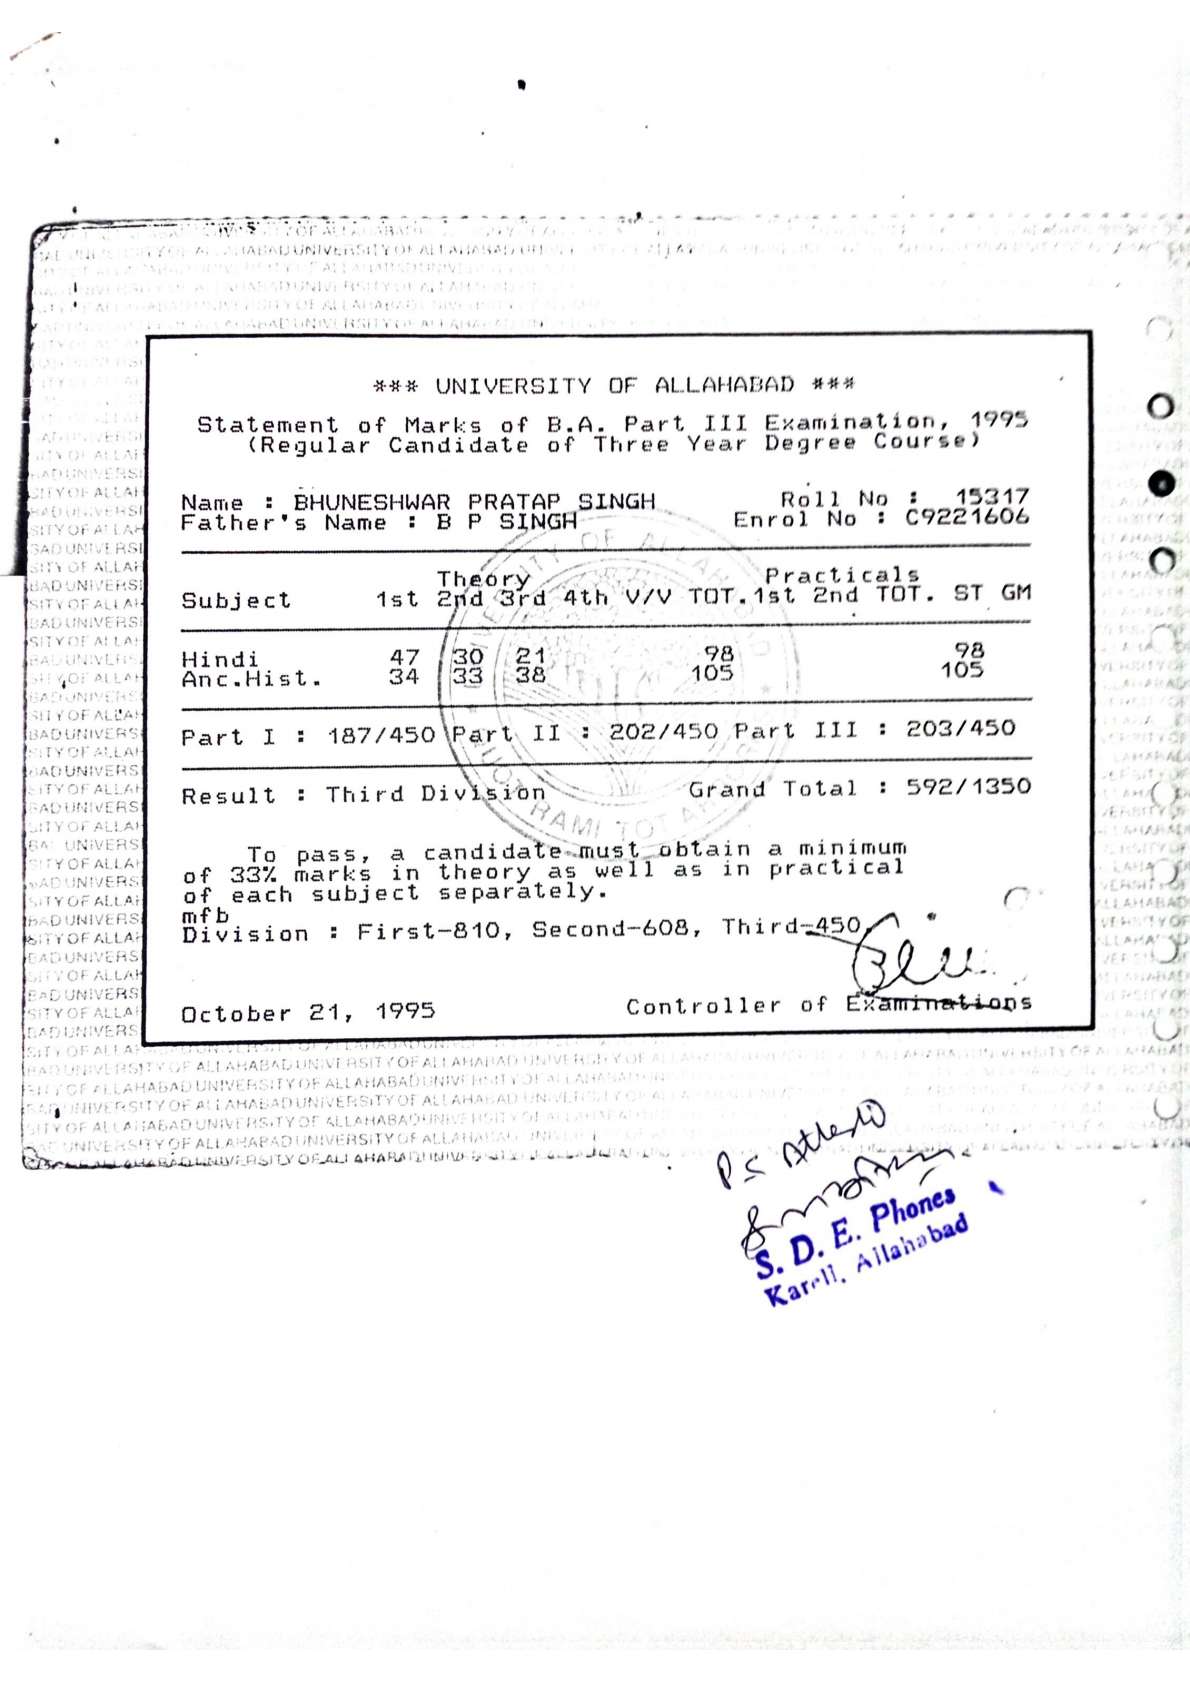 *** UNIVERSITY OF ALLAHABAD ***
Statement of Marks of B.A. Part III Examination, 1995
(Regular Candidate of Three Year Degree Course)
Name : BHUNESHWAR PRATAP SINGH Roll No : 15317
Father's Name : B P SINGH Enrol No : C9221606
Theory Practicals
Subject 1st 2nd 3rd 4th V/V TOT. 1st 2nd TOT. ST GM
Hindi 47 30 21 98 98
Anc.Hist. 34 33 38 105 105
Part I : 187/450 Part II : 202/450 Part III : 203/450
Result : Third Division Grand Total : 592/1350
To pass, a candidate must obtain a minimum
of 33% marks in theory as well as in practical
of each subject separately.
mfb
Division : First-810, Second-608, Third-450
October 21, 1995 Controller of Examinations
S. D. E. Phones
Allahabad